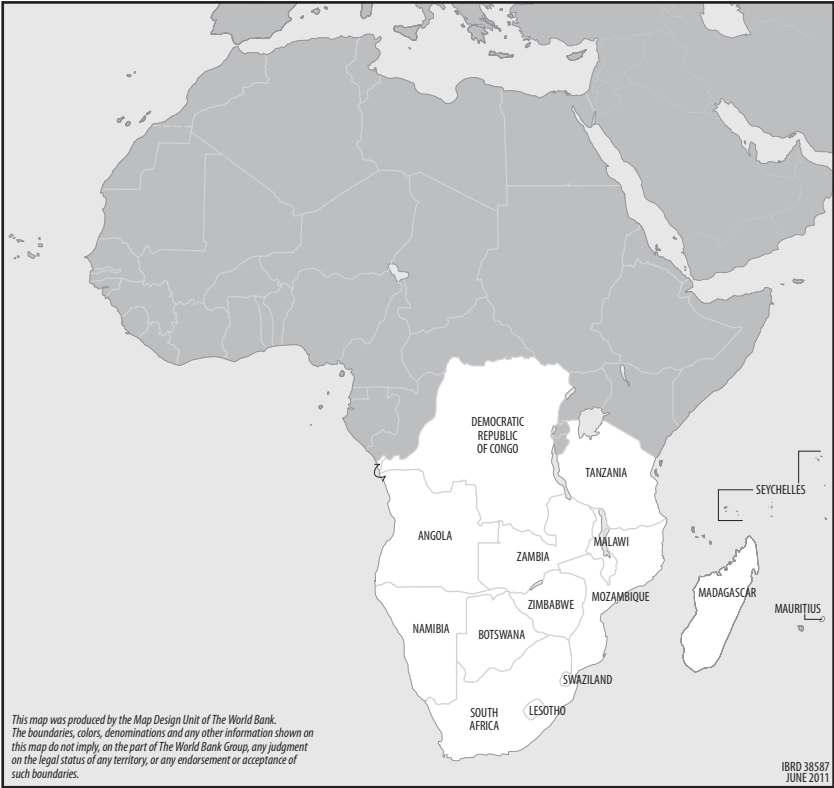 DEMOCRATIC
REPUBLIC
OF CONGO
TANZANIA
SEYCHELLES
ANGOLA
MALAWI
ZAMBIA
MOZAMBIQUE
MADAGASCAR
ZIMBABWE
MAURITIUS
NAMIBIA
BOTSWANA
SWAZILAND
LESOTHO
SOUTH
AFRICA
This map was produced by the Map Design Unit of The World Bank.
The boundaries, colors, denominations and any other information shown on
this map do not imply, on the part of The World Bank Group, any judgment
on the legal status of any territory, or any endorsement or acceptance of
such boundaries.
IBRD 38587
JUNE 2011